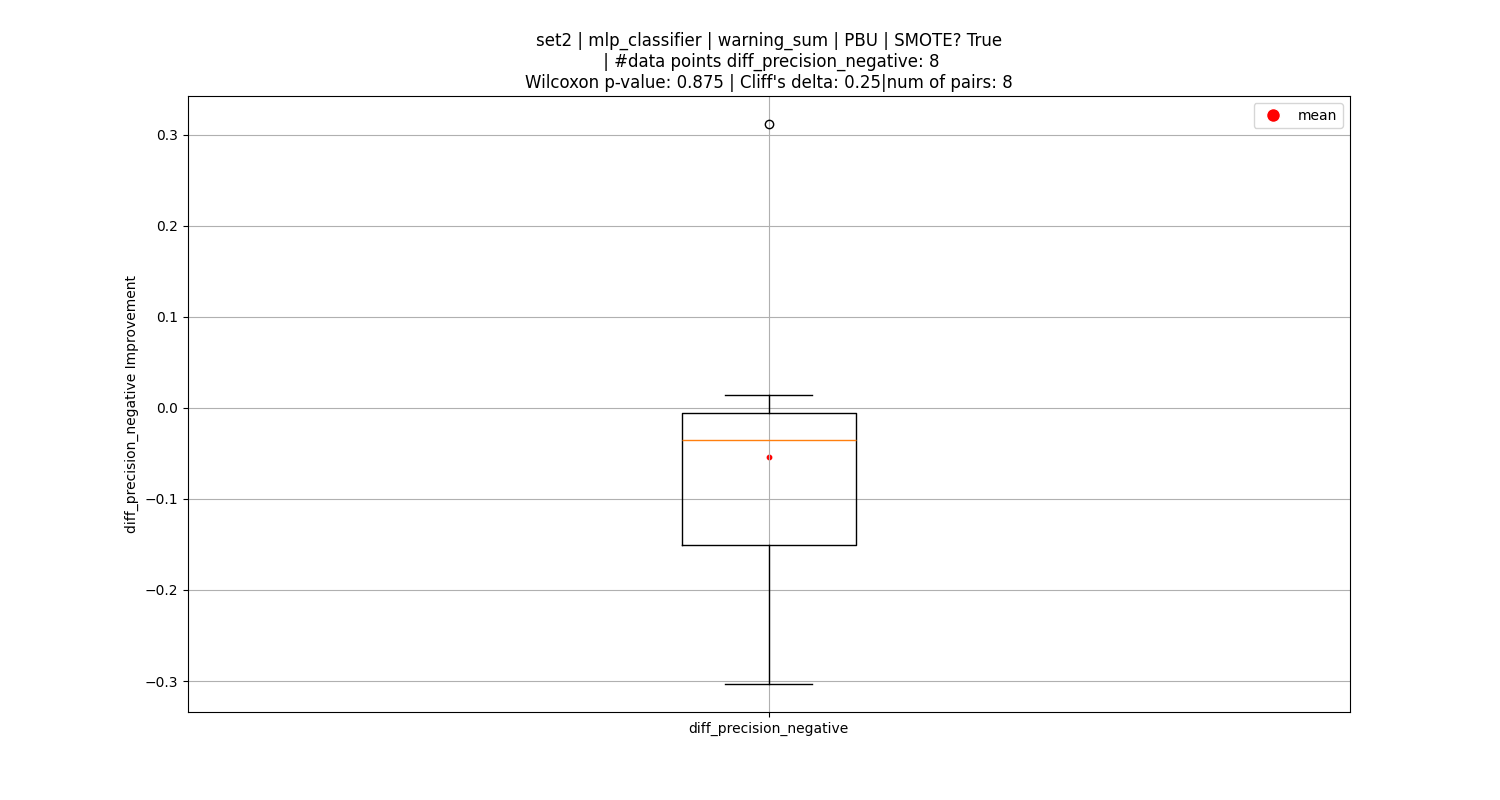 set2 | mlp_classifier | warning_sum | PBU | SMOTE? True
| #data points diff_precision_negative: 8
Wilcoxon p-value: 0.875 | Cliff's delta: 0.25|num of pairs: 8
mean
0.3
0.2
0.1
0.0
−0.1
−0.2
−0.3
diff_precision_negative Improvement
diff_precision_negative